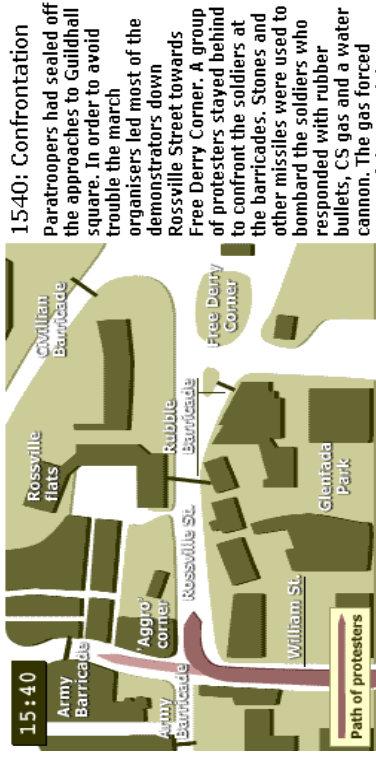 15:40
Army
Barricade
Army
Barricade
'Aggro'
corner
Rossville
flats
Civilian
Barricade
Rossville St.
Rubble
Barricade
Free Derry
Corner
William St.
Glenfada
Park
Path of protesters
1540: Confrontation
Paratroopers had sealed off
the approaches to Guildhall
square. In order to avoid
trouble the march
organisers led most of the
demonstrators down
Rossville Street towards
Free Derry Corner. A group
of protesters stayed behind
to confront the soldiers at
the barricades. Stones and
other missiles were used to
bombard the soldiers who
responded with rubber
bullets, CS gas and a water
cannon. The gas forced